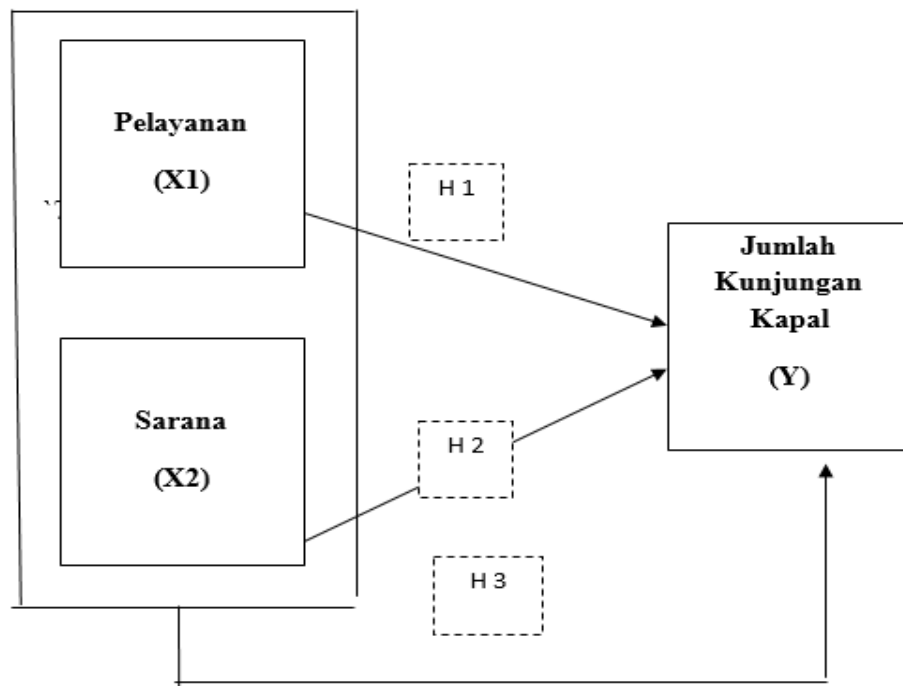 Pelayanan
(X1)
H 1
Jumlah
Kunjungan
Kapal
(Y)
Sarana
(X2)
H 2
H 3